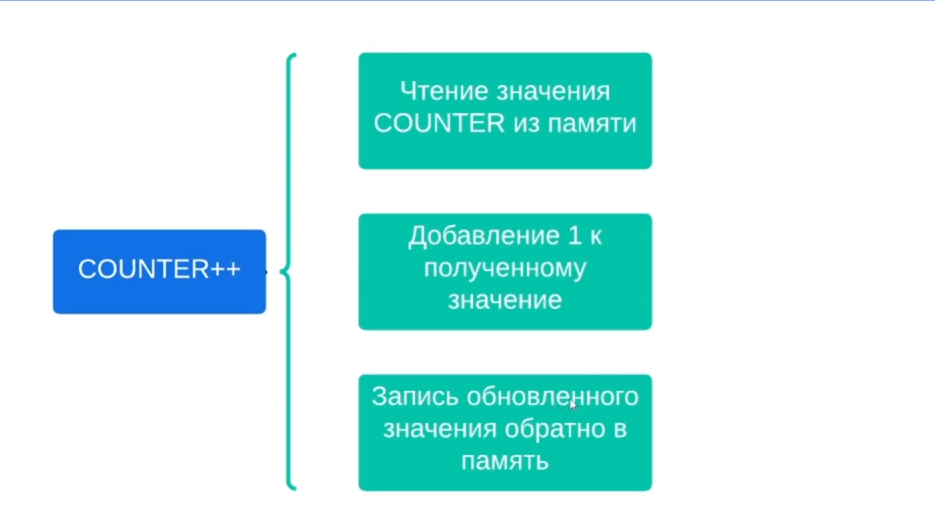 COUNTER++
Чтение значения
COUNTER из памяти
Добавление 1 к
полученному
значение
Запись обновленного
значения обратно в
память